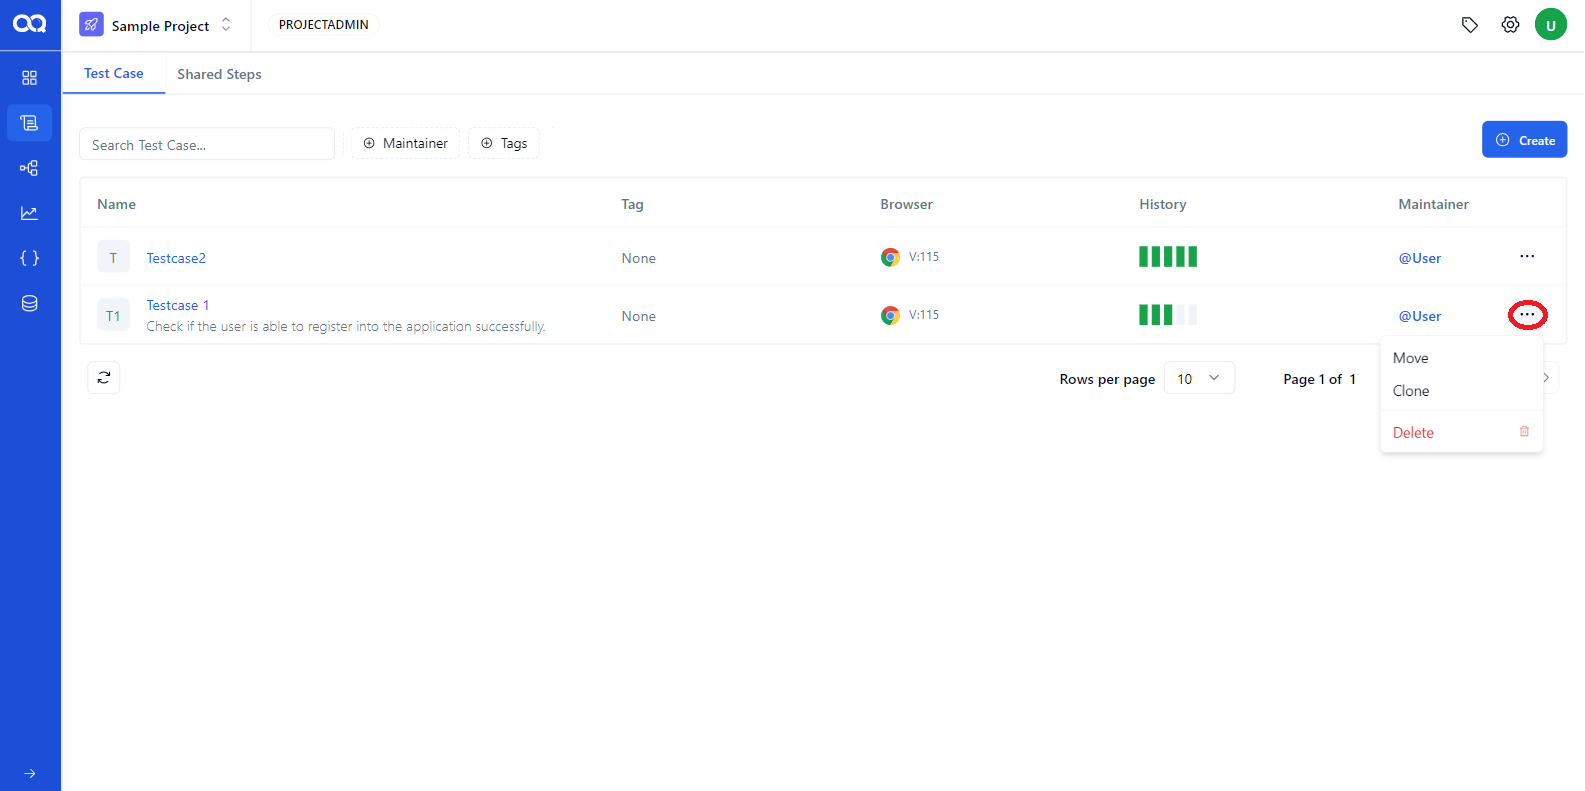 Sample Project
PROJECTADMIN
U
Test Case
Shared Steps
Search Test Case...
Maintainer
Tags
Create
Name Tag Browser History Maintainer
T Testcase2 None V:115 @User ...
T1 Testcase 1 None V:115 @User ...
Check if the user is able to register into the application successfully.
Move
Clone
Delete
Rows per page 10 Page 1 of 1